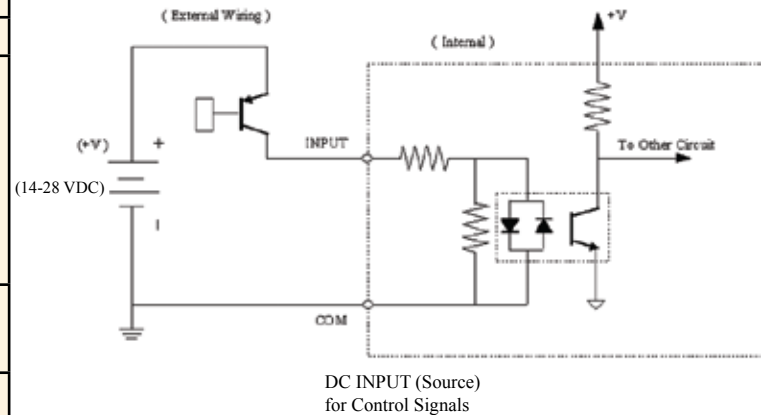 ( External Wiring )
+V
( Internal )
INPUT
To Other Circuit
(+V)
+
(14-28 VDC)
COM
DC INPUT (Source)
for Control Signals